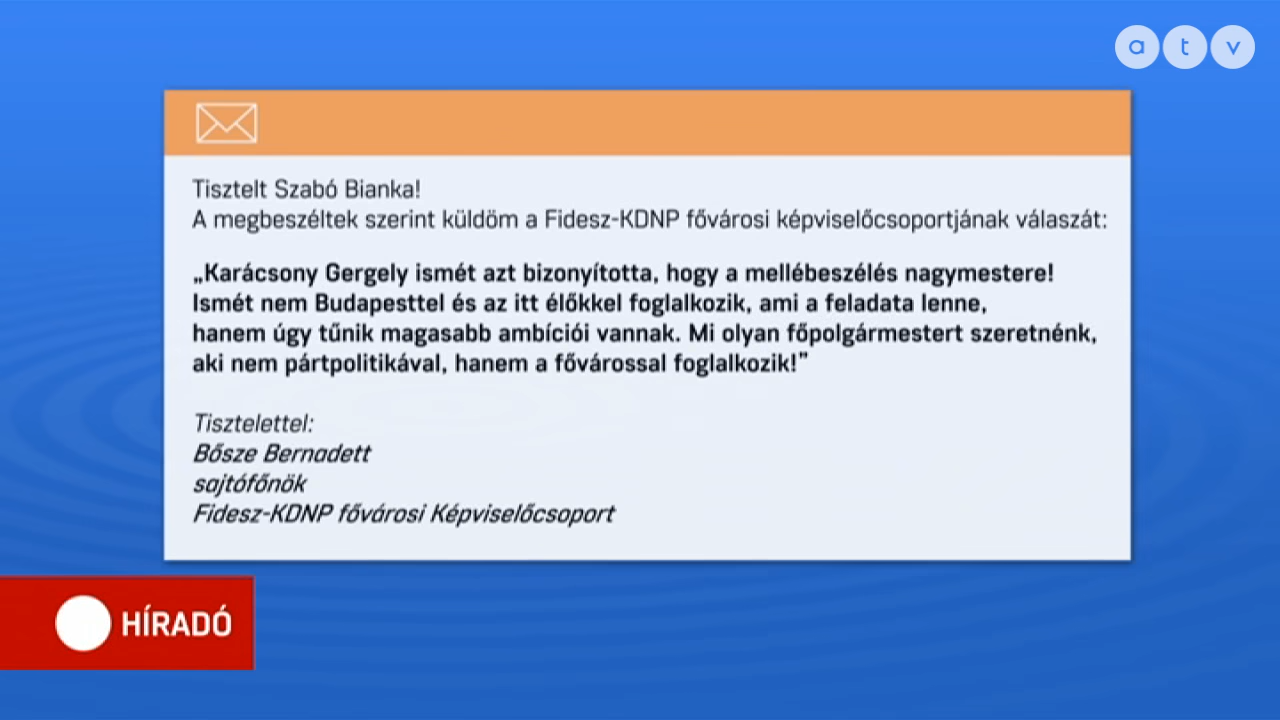 a t v
Tisztelt Szabó Bianka!
A megbeszéltek szerint küldöm a Fidesz-KDNP fővárosi képviselőcsoportjának válaszát:
„Karácsony Gergely ismét azt bizonyította, hogy a mellébeszélés nagymestere!
Ismét nem Budapesttel és az itt élőkkel foglalkozik, ami a feladata lenne,
hanem úgy tűnik magasabb ambíciói vannak. Mi olyan főpolgármestert szeretnénk,
aki nem pártpolitikával, hanem a fővárossal foglalkozik!”
Tisztelettel:
Bősze Bernadett
sajtófőnök
Fidesz-KDNP fővárosi Képviselőcsoport
HÍRADÓ